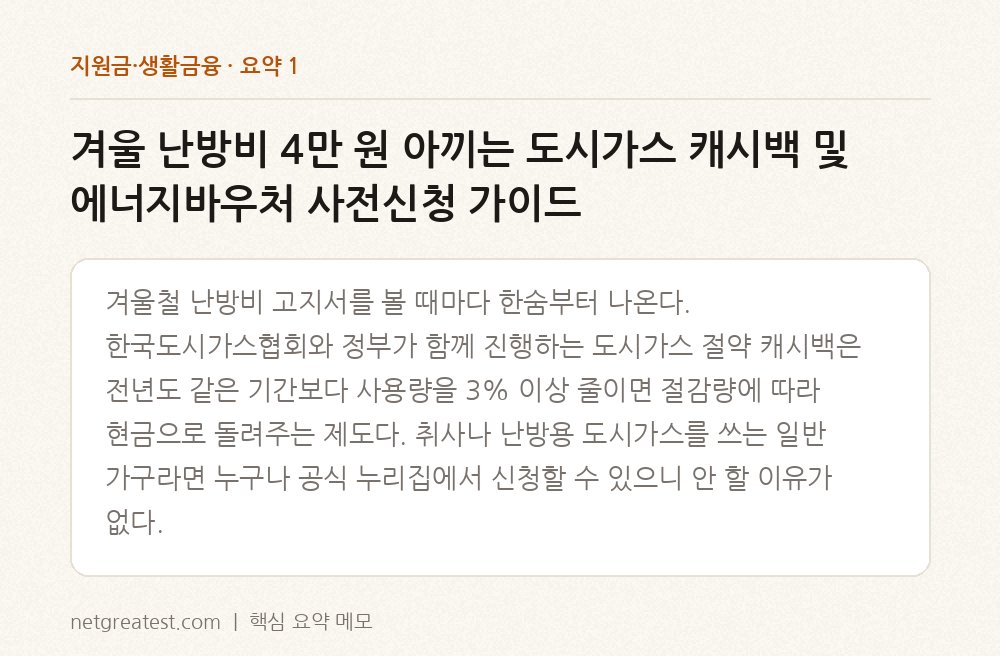 지원금·생활금융 · 요약 1
겨울 난방비 4만 원 아끼는 도시가스 캐시백 및
에너지바우처 사전신청 가이드
겨울철 난방비 고지서를 볼 때마다 한숨부터 나온다.
한국도시가스협회와 정부가 함께 진행하는 도시가스 절약 캐시백은
전년도 같은 기간보다 사용량을 3% 이상 줄이면 절감량에 따라
현금으로 돌려주는 제도다. 취사나 난방용 도시가스를 쓰는 일반
가구라면 누구나 공식 누리집에서 신청할 수 있으니 안 할 이유가
없다.
netgreatest.com | 핵심 요약 메모